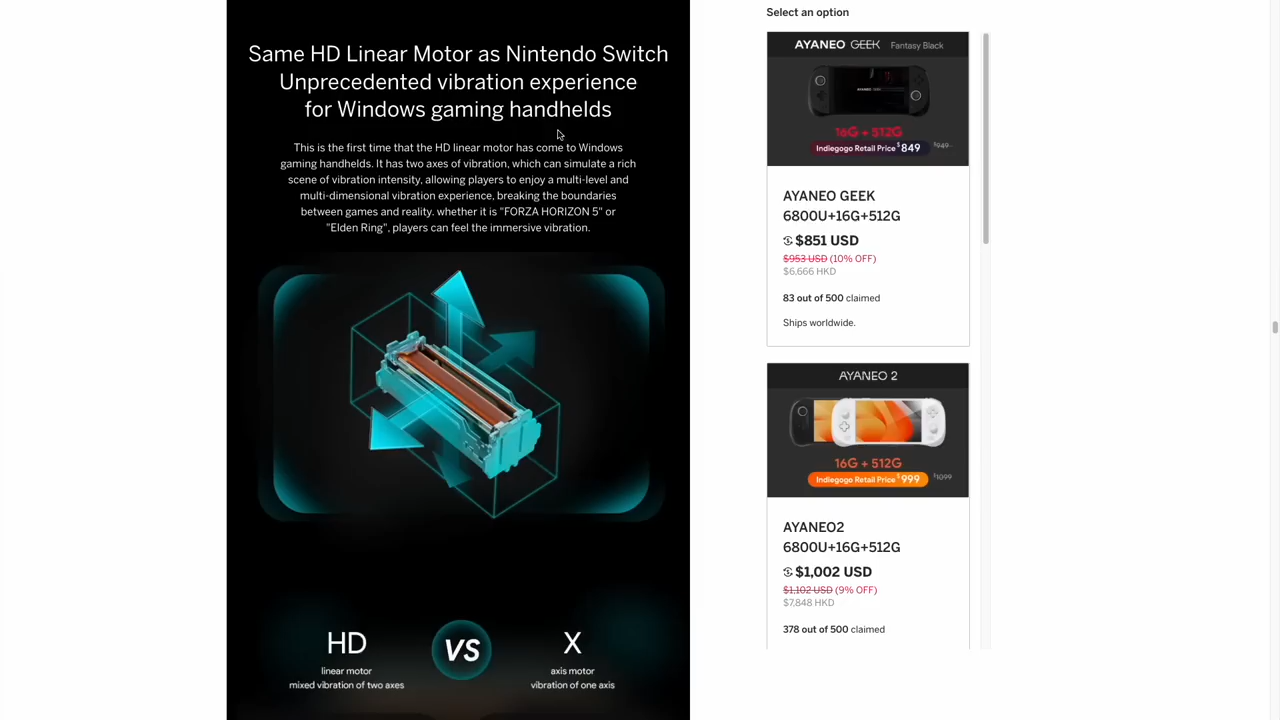 Same HD Linear Motor as Nintendo Switch
Unprecedented vibration experience
for Windows gaming handhelds
This is the first time that the HD linear motor has come to Windows
gaming handhelds. It has two axes of vibration, which can simulate a rich
scene of vibration intensity, allowing players to enjoy a multi-level and
multi-dimensional vibration experience, breaking the boundaries
between games and reality. whether it is "FORZA HORIZON 5" or
"Elden Ring", players can feel the immersive vibration.
HD
linear motor
mixed vibration of two axes
VS
X
axis motor
vibration of one axis
Select an option
AYANEO GEEK Fantasy Black
AYANEO GEEK
16G + 512G
Indiegogo Retail Price $849 $949
AYANEO GEEK
6800U+16G+512G
$851 USD
$953 USD (10% OFF)
$6,666 HKD
83 out of 500 claimed
Ships worldwide.
AYANEO 2
16G + 512G
Indiegogo Retail Price $999 $1099
AYANEO2
6800U+16G+512G
$1,002 USD
$1,102 USD (9% OFF)
$7,848 HKD
378 out of 500 claimed